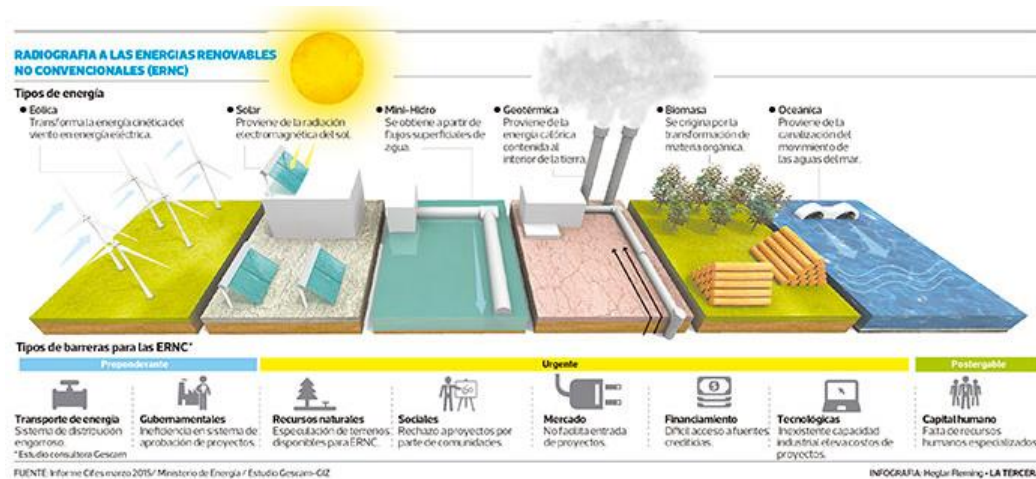 RADIOGRAFIA A LAS ENERGIAS RENOVABLES
NO CONVENCIONALES (ERNC)
Tipos de energía
Eólica
Transforma la energía cinética del
viento en energía eléctrica.
Solar
Proviene de la radiación
electromagnética del sol.
Mini-Hidro
Se obtiene a partir de
flujos superficiales de
agua.
Geotérmica
Proviene de la
energía calórica
contenida al
interior de la tierra.
Biomasa
Se origina por la
transformación de
materia orgánica.
Oceánica
Proviene de la
canalización del
movimiento de
las aguas del mar.
Tipos de barreras para las ERNC*
Preponderante
Urgente
Postergable
Transporte de energía
Sistema de distribución
engorroso.
Gubernamentales
Ineficiencia en sistema de
aprobación de proyectos.
Recursos naturales
Especulación de terrenos
disponibles para ERNC.
Sociales
Rechazo a proyectos por
parte de comunidades.
Mercado
No facilita entrada
de proyectos.
Financiamiento
Difícil acceso a fuentes
crediticias.
Tecnológicas
Inexistente capacidad
industrial eleva costos de
proyectos.
Capital humano
Falta de recursos
humanos especializados
* Estudio consultora Gescam
FUENTE: Informe Cifes marzo 2015/ Ministerio de Energía / Estudio Gescam-GIZ
INFOGRAFIA: Heglar Fleming • LA TERCERA